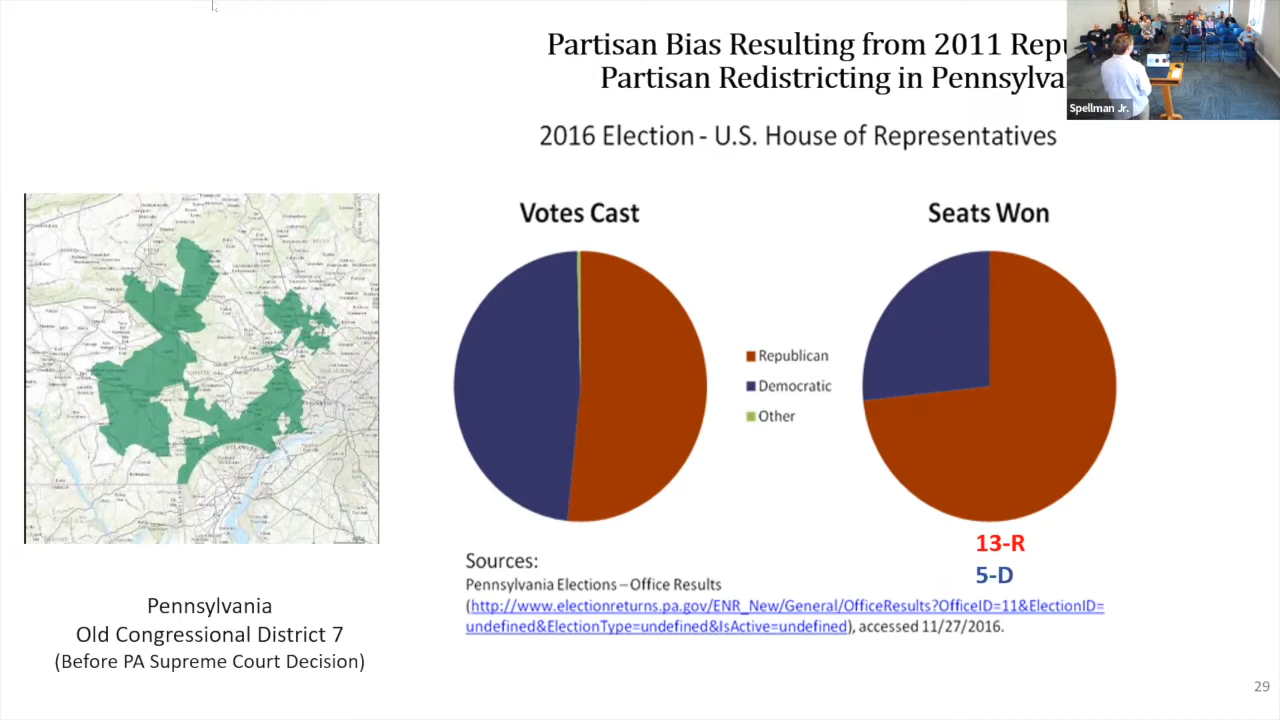 Partisan Bias Resulting from 2011 Repu
Partisan Redistricting in Pennsylva
Spellman Jr.
2016 Election - U.S. House of Representatives
Votes Cast
Seats Won
Republican
Democratic
Other
13-R
5-D
Sources:
Pennsylvania Elections – Office Results
(http://www.electionreturns.pa.gov/ENR_New/General/OfficeResults?OfficeID=11&ElectionID=
undefined&ElectionType=undefined&IsActive=undefined), accessed 11/27/2016.
Pennsylvania
Old Congressional District 7
(Before PA Supreme Court Decision)
29